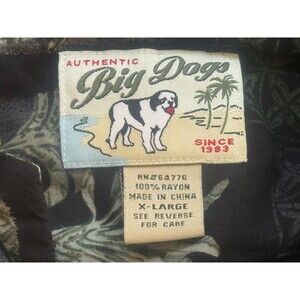 AUTHENTIC
Big Dogs
SINCE
1983
RN#64776
100% RAYON
MADE IN CHINA
X-LARGE
SEE REVERSE
FOR CARE